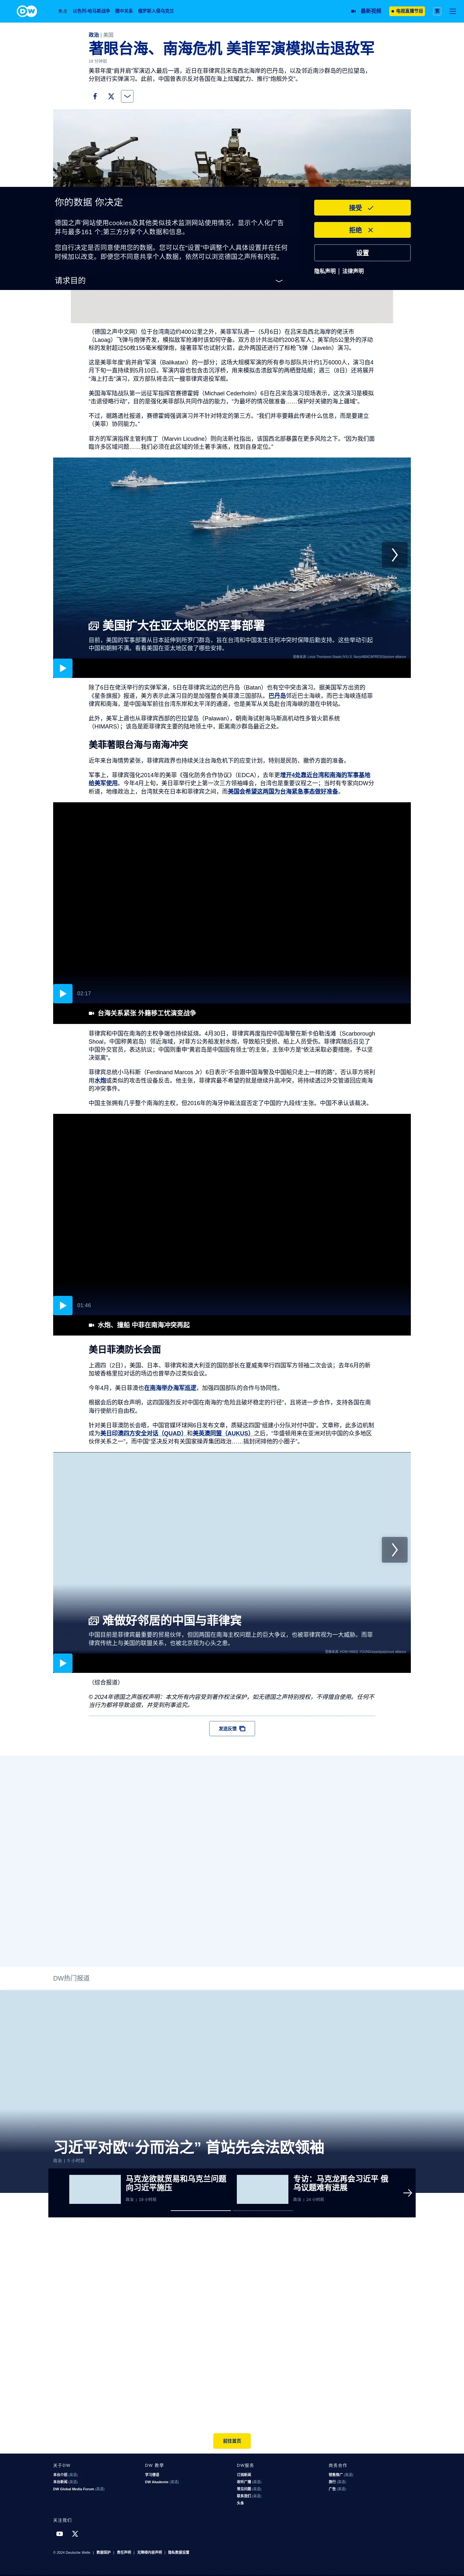 DW
焦点
以色列-哈马斯战争
德中关系
俄罗斯入侵乌克兰
最新视频
电视直播节目
繁
政治 | 美国
著眼台海、南海危机 美菲军演模拟击退敌军
16 分钟前
美菲年度“肩并肩”军演迈入最后一週，近日在菲律宾吕宋岛西北海岸的巴丹岛，以及邻近南沙群岛的巴拉望岛，
分别进行实弹演习。此前，中国曾表示反对各国在海上炫耀武力、推行“炮舰外交”。
你的数据 你决定
德国之声网站使用cookies及其他类似技术监测网站使用情况，显示个人化广告
并与最多161 个;第三方分享个人数据和信息。
您自行决定是否同意使用您的数据。您可以在“设置”中调整个人具体设置并在任何
时候加以改变。即便您不同意共享个人数据，依然可以浏览德国之声所有内容。
请求目的
接受
拒绝
设置
隐私声明 | 法律声明
（德国之声中文网）位于台湾南边约400公里之外，美菲军队週一（5月6日）在吕宋岛西北海岸的佬沃市
（Laoag）飞弹与炮弹齐发，模拟敌军抢滩时该如何守备。双方总计共出动约200名军人；美军向5公里外的浮
标的发射超过50枚155毫米榴弹炮，接著菲军也试射火箭，此外两国还进行了标枪飞弹（Javelin）演习。
这是美菲年度“肩并肩”军演（Balikatan）的一部分；这场大规模军演的所有参与部队共计约1万6000人，演习自4
月下旬一直持续到5月10日。军演内容也包含击沉浮桥，用来模拟击溃敌军的两栖登陆艇；週三（8日）还将展开
“海上打击”演习，双方部队将击沉一艘菲律宾退役军舰。
美国海军陆战队第一远征军指挥官赛德霍姆（Michael Cederholm）6日在吕宋岛演习现场表示，这次演习是模拟
“击退侵略行动”，目的是强化美菲部队共同作战的能力，“为最坏的情况做准备……保护好关键的海上疆域”。
不过，据路透社报道，赛德霍姆强调演习并不针对特定的第三方。“我们并非要藉此传递什么信息，而是要建立
（美菲）协同能力。”
菲方的军演指挥主管利库丁（Marvin Licudine）则向法新社指出，该国西北部暴露在更多风险之下，“因为我们面
临许多区域问题……我们必须在此区域的领土著手演练，找到自身定位。”
美国扩大在亚太地区的军事部署
目前，美国的军事部署从日本延伸到所罗门群岛，旨在台湾和中国发生任何冲突时保障后勤支持。这些举动引起
中国和朝鲜不满。看看美国在亚太地区做了哪些安排。
除了6日在佬沃举行的实弹军演，5日在菲律宾北边的巴丹岛（Batan）也有空中突击演习。据美国军方出资的
《星条旗报》报道，美方表示此演习目的是加强整合美菲澳三国部队。巴丹岛邻近巴士海峡，而巴士海峡连结菲
律宾和南海，是中国海军前往台湾东岸和太平洋的通道，也是美军从关岛赴台湾海峡的潜在中转站。
此外，美军上週也从菲律宾西部的巴拉望岛（Palawan），朝南海试射海马斯高机动性多管火箭系统
（HIMARS）；该岛是距菲律宾主要的陆地领土中，距离南沙群岛最近之处。
美菲著眼台海与南海冲突
近年来台海情势紧张，菲律宾政界也持续关注台海危机下的应变计划，特别是民防、撤侨方面的准备。
军事上，菲律宾强化2014年的美菲《强化防务合作协议》（EDCA），去年更增开4处靠近台湾和南海的军事基地
给美军使用。今年4月上旬，美日菲举行史上第一次三方领袖峰会，台湾也是重要议程之一；当时有专家向DW分
析道，地缘政治上，台湾既夹在日本和菲律宾之间，而美国会希望这两国为台海紧急事态做好准备。
02:17
台海关系紧张 外籍移工忧演变战争
菲律宾和中国在南海的主权争端也持续延烧。4月30日，菲律宾再度指控中国海警在斯卡伯勒浅滩（Scarborough
Shoal，中国称黄岩岛）邻近海域，对菲方公务船发射水炮，导致船只受损、船上人员受伤。菲律宾随后召见了
中国外交官员，表达抗议；中国则重申“黄岩岛是中国固有领土”的主张，主张中方是“依法采取必要措施，予以坚
决驱离”。
菲律宾总统小马科斯（Ferdinand Marcos Jr）6日表示“不会跟中国海警及中国船只走上一样的路”，否认菲方将利
用水炮或类似的攻击性设备反击。他主张，菲律宾最不希望的就是继续升高冲突，将持续透过外交管道回应南海
的冲突事件。
中国主张拥有几乎整个南海的主权，但2016年的海牙仲裁法庭否定了中国的“九段线”主张。中国不承认该裁决。
01:46
水炮、撞船 中菲在南海冲突再起
美日菲澳防长会面
上週四（2日），美国、日本、菲律宾和澳大利亚的国防部长在夏威夷举行四国军方领袖二次会议；去年6月的新
加坡香格里拉对话的场边也曾举办过类似会议。
今年4月，美日菲澳也在南海举办海军巡逻，加强四国部队的合作与协同性。
根据会后的联合声明，这四国强烈反对中国在南海的“危险且破坏稳定的行径”，且将进一步合作，支持各国在南
海行使航行自由权。
针对美日菲澳防长会晤，中国官媒环球网6日发布文章，质疑这四国“组建小分队对付中国”。文章称，此多边机制
成为美日印澳四方安全对话（QUAD）和美英澳同盟（AUKUS）之后，“华盛顿用来在亚洲对抗中国的众多地区
伙伴关系之一”，而中国“坚决反对有关国家操弄集团政治……搞封闭排他的小圈子”。
难做好邻居的中国与菲律宾
中国目前是菲律宾最重要的贸易伙伴，但因两国在南海主权问题上的巨大争议，也被菲律宾视为一大威胁。而菲
律宾传统上与美国的联盟关系，也被北京视为心头之患。
（综合报道）
© 2024年德国之声版权声明：本文所有内容受到著作权法保护，如无德国之声特别授权，不得擅自使用。任何不
当行为都将导致追偿，并受到刑事追究。
发送反馈
DW热门报道
习近平对欧“分而治之” 首站先会法欧领袖
政治 | 5 小时前
马克龙欲就贸易和乌克兰问题
向习近平施压
政治 | 19 小时前
专访：马克龙再会习近平 俄
乌议题难有进展
政治 | 24 小时前
前往首页
关于DW
本台介绍 (英语)
本台新闻 (英语)
DW Global Media Forum (英语)
DW 教学
学习德语
DW Akademie (英语)
DW服务
订阅新闻
收听广播 (英语)
常见问题 (英语)
联系我们 (英语)
头条
商务合作
销售推广 (英语)
旅行 (英语)
广告 (英语)
关注我们
© 2024 Deutsche Welle | 数据保护 | 责任声明 | 无障碍内容声明 | 隐私数据设置